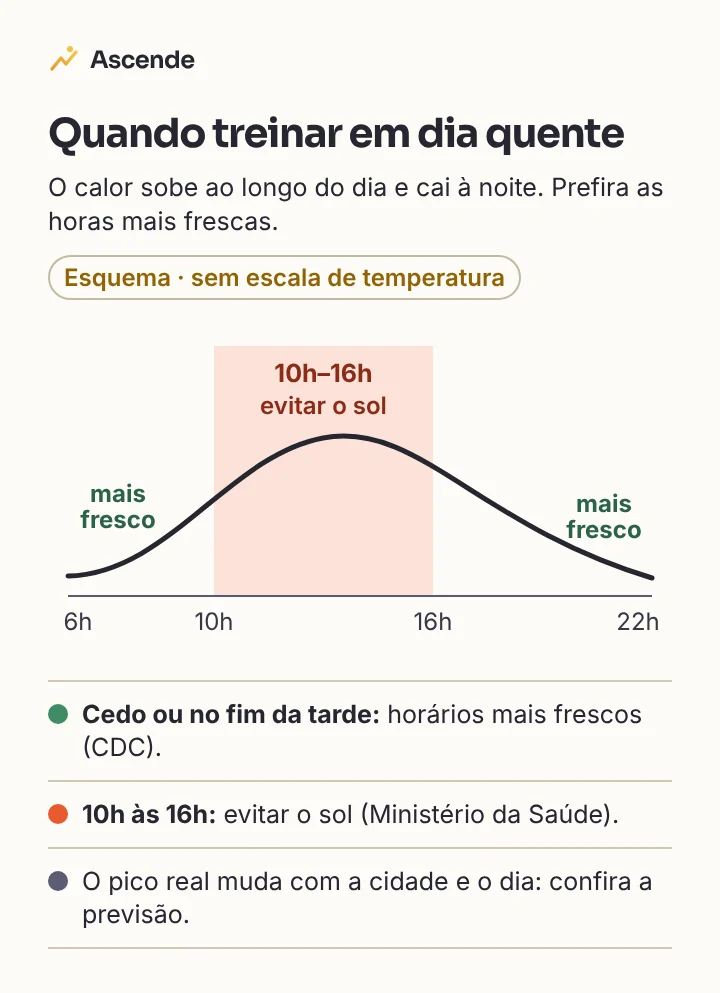 Ascende
Quando treinar em dia quente
O calor sobe ao longo do dia e cai à noite. Prefira as
horas mais frescas.
Esquema · sem escala de temperatura
10h–16h
evitar o sol
mais
fresco
mais
fresco
6h
10h
16h
22h
Cedo ou no fim da tarde: horários mais frescos
(CDC).
10h às 16h: evitar o sol (Ministério da Saúde).
O pico real muda com a cidade e o dia: confira a
previsão.